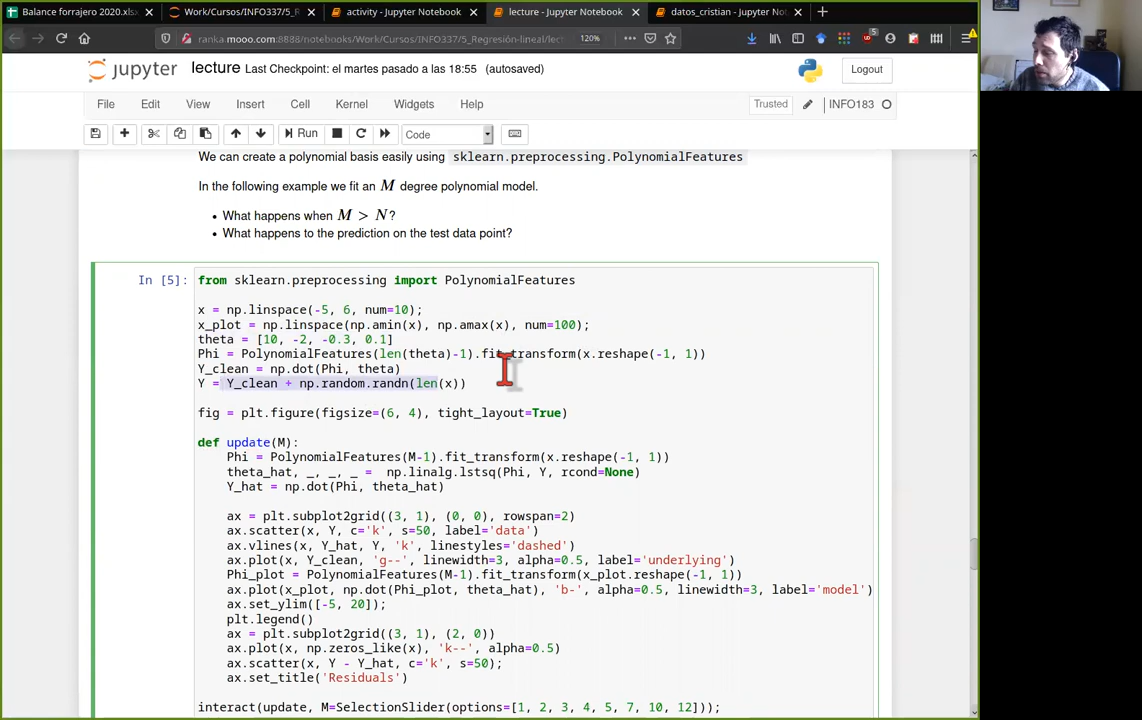 Balance forrajero 2020.xls
Work/Cursos/INFO337/5_R
activity - Jupyter Notebook
lecture - Jupyter Notebook
datos_cristian - Jupyter Note
ranka.mooo.com:8888/notebooks/Work/Cursos/INFO337/5_Regresión-lineal/lect
120%
5
jupyter
lecture Last Checkpoint: el martes pasado a las 18:55 (autosaved)
Logout
File Edit View Insert Cell Kernel Widgets Help
Trusted
INFO183
Run
Code
We can create a polynomial basis easily using sklearn.preprocessing.PolynomialFeatures
In the following example we fit an M degree polynomial model.
• What happens when M > N?
• What happens to the prediction on the test data point?
In [5]:
from sklearn.preprocessing import PolynomialFeatures
x = np.linspace(-5, 6, num=10);
x_plot = np.linspace(np.amin(x), np.amax(x), num=100);
theta = [10, -2, -0.3, 0.1]
Phi = PolynomialFeatures(len(theta)-1).fit_transform(x.reshape(-1, 1))
Y_clean = np.dot(Phi, theta)
Y = Y_clean + np.random.randn(len(x))
fig = plt.figure(figsize=(6, 4), tight_layout=True)
def update(M):
    Phi = PolynomialFeatures(M-1).fit_transform(x.reshape(-1, 1))
    theta_hat, _, _, _ =  np.linalg.lstsq(Phi, Y, rcond=None)
    Y_hat = np.dot(Phi, theta_hat)
    ax = plt.subplot2grid((3, 1), (0, 0), rowspan=2)
    ax.scatter(x, Y, c='k', s=50, label='data')
    ax.vlines(x, Y_hat, Y, 'k', linestyles='dashed')
    ax.plot(x, Y_clean, 'g--', linewidth=3, alpha=0.5, label='underlying')
    Phi_plot = PolynomialFeatures(M-1).fit_transform(x_plot.reshape(-1, 1))
    ax.plot(x_plot, np.dot(Phi_plot, theta_hat), 'b-', alpha=0.5, linewidth=3, label='model')
    ax.set_ylim([-5, 20]);
    plt.legend()
    ax = plt.subplot2grid((3, 1), (2, 0))
    ax.plot(x, np.zeros_like(x), 'k--', alpha=0.5)
    ax.scatter(x, Y - Y_hat, c='k', s=50);
    ax.set_title('Residuals')
interact(update, M=SelectionSlider(options=[1, 2, 3, 4, 5, 7, 10, 12]));